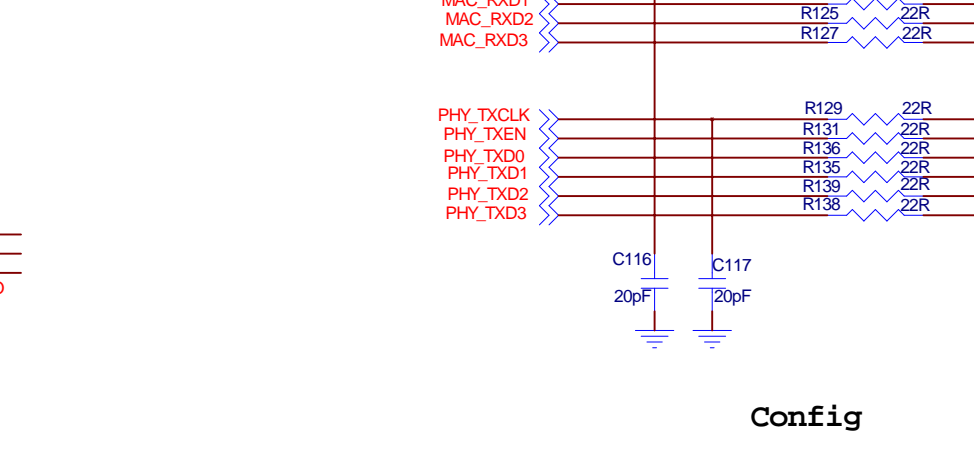 MAC_RXD1
MAC_RXD2 R125 22R
MAC_RXD3 R127 22R
PHY_TXCLK R129 22R
PHY_TXEN R131 22R
PHY_TXD0 R136 22R
PHY_TXD1 R135 22R
PHY_TXD2 R139 22R
PHY_TXD3 R138 22R
C116 C117
20pF 20pF
Config